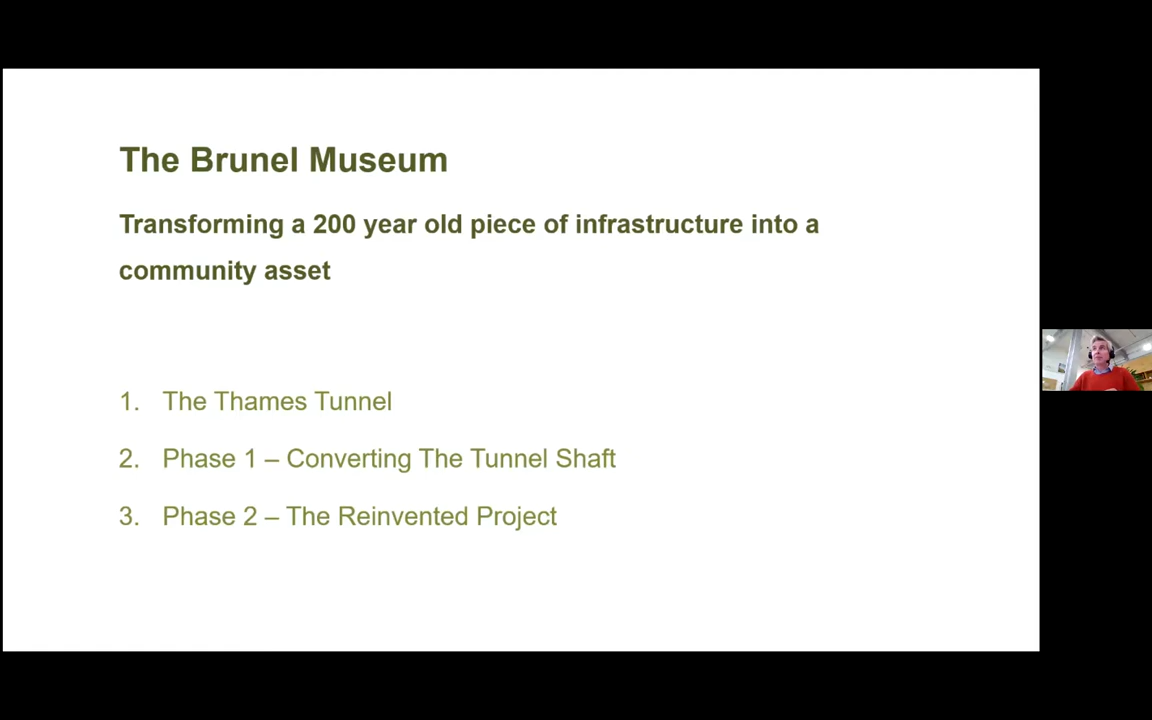 The Brunel Museum
Transforming a 200 year old piece of infrastructure into a
community asset
1. The Thames Tunnel
2. Phase 1 – Converting The Tunnel Shaft
3. Phase 2 – The Reinvented Project